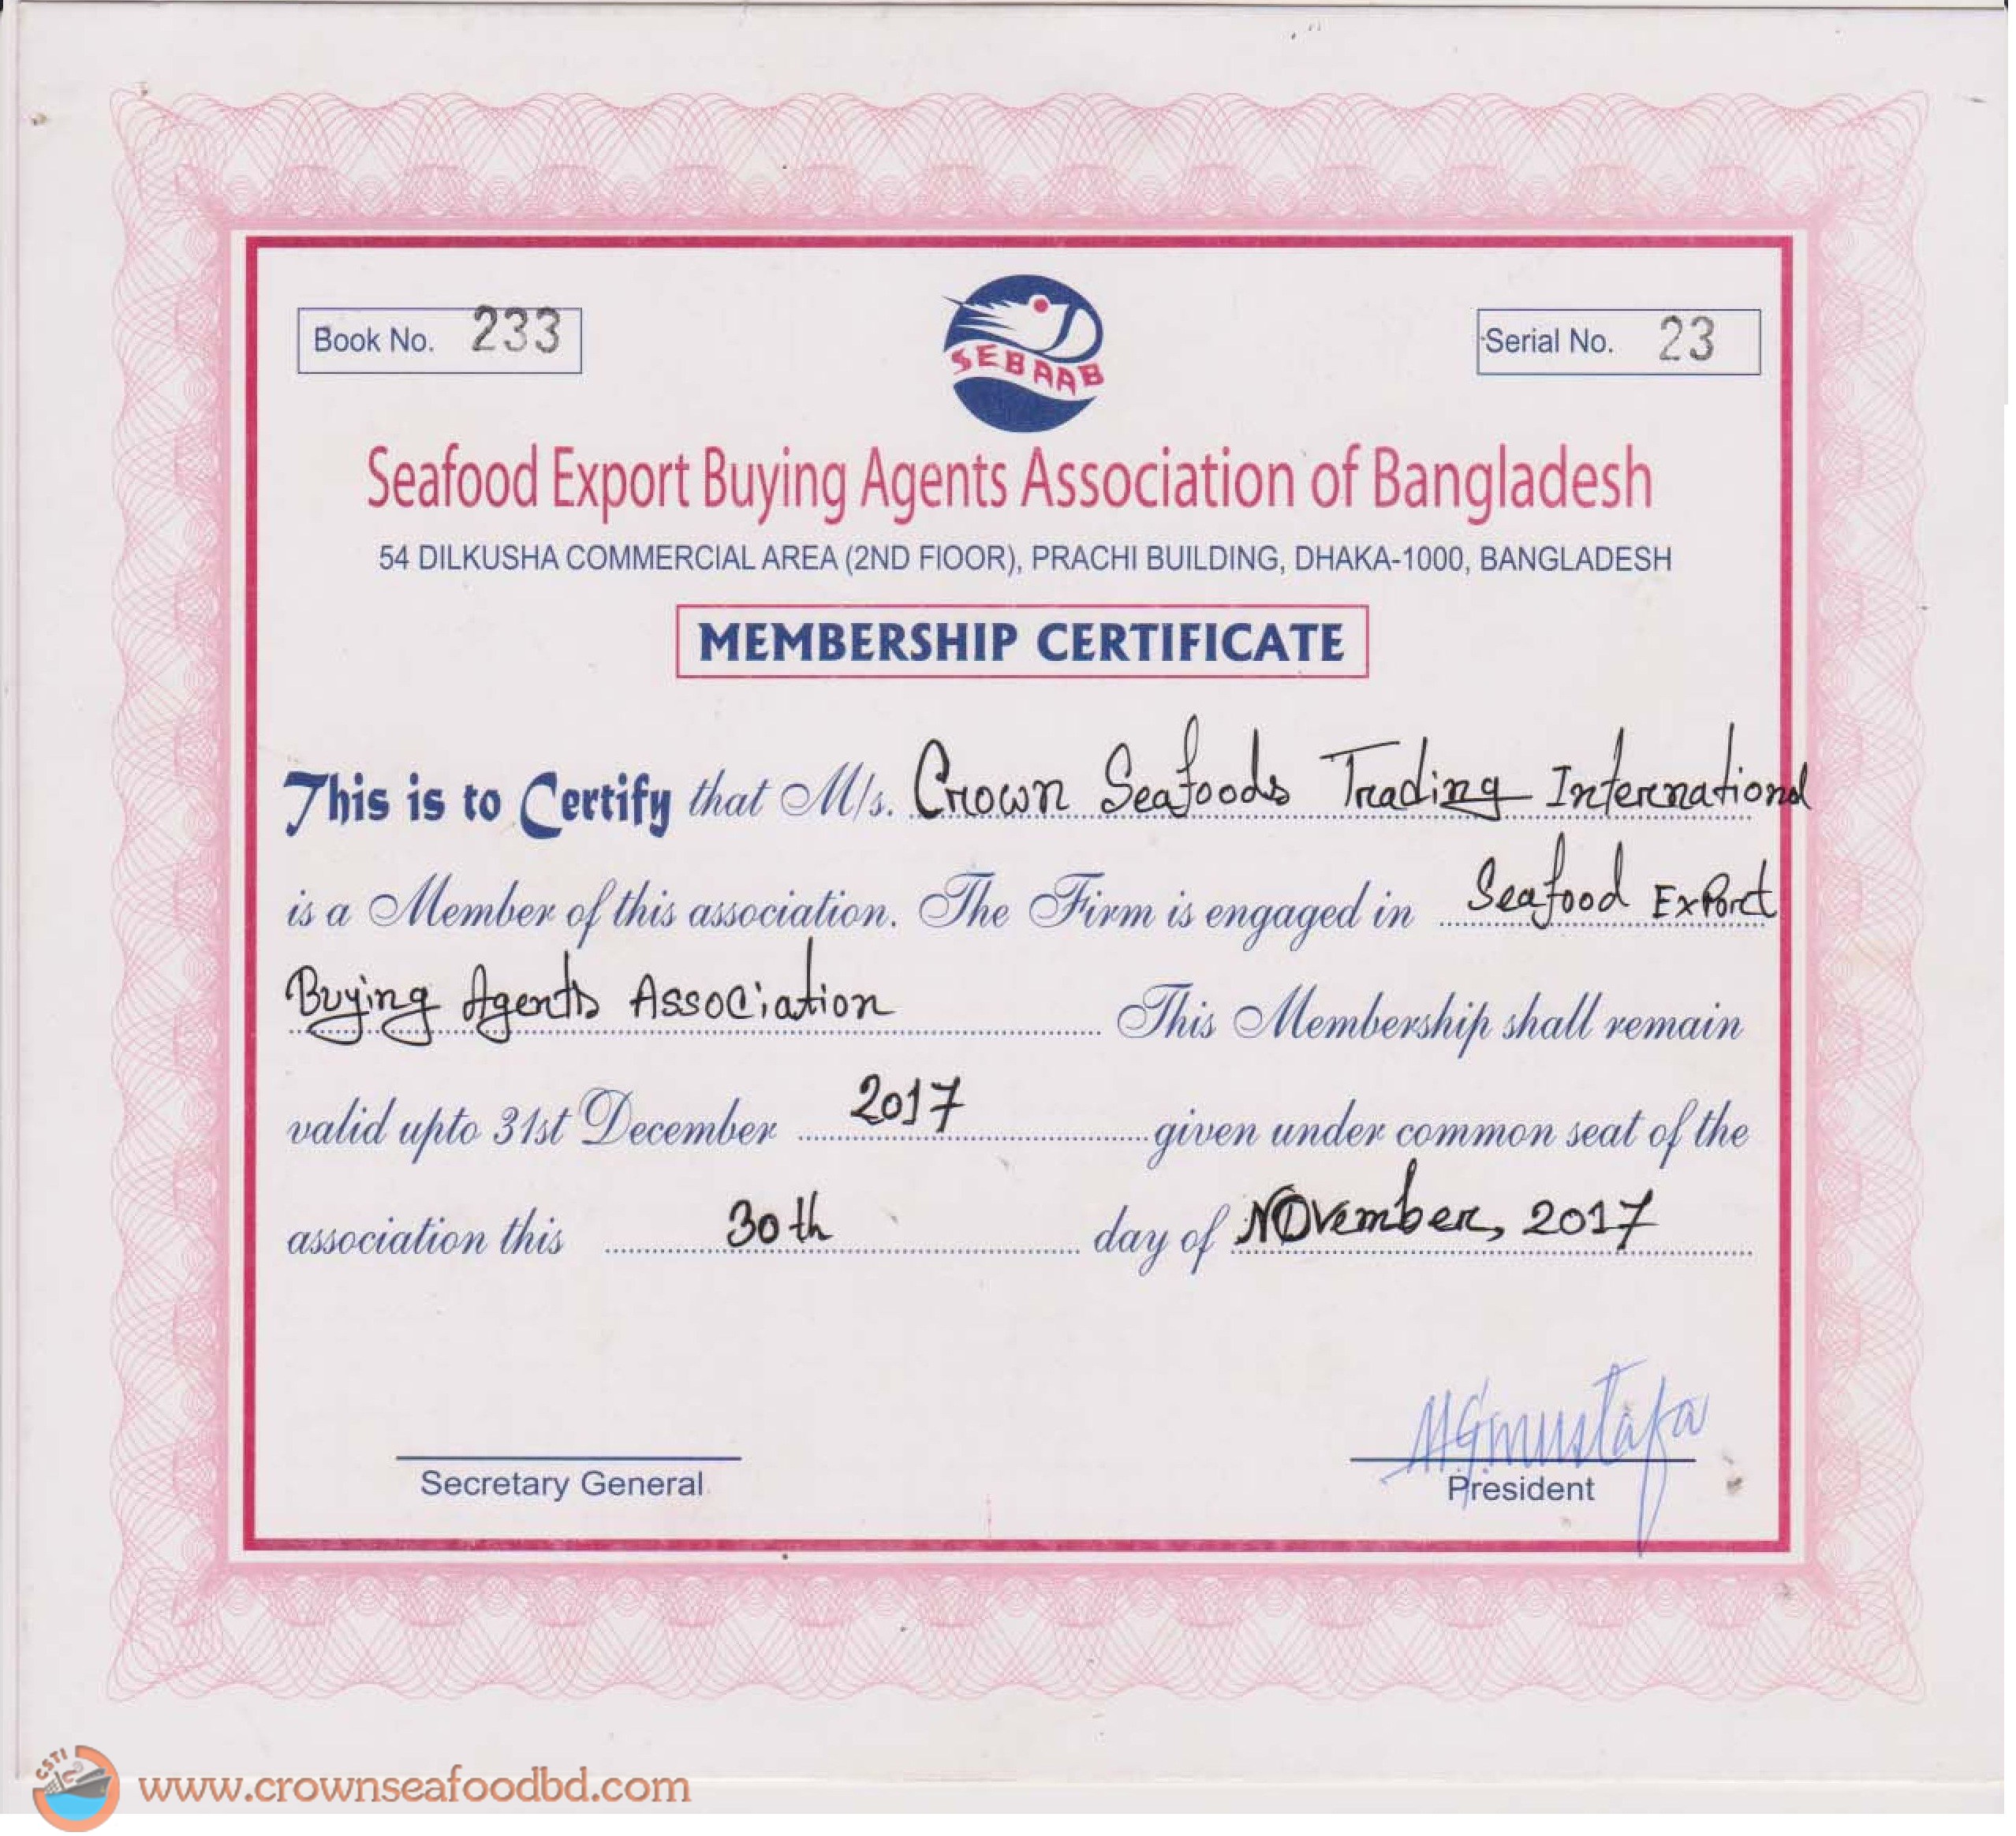 Book No. 233
SEBAAB
Serial No. 23
Seafood Export Buying Agents Association of Bangladesh
54 DILKUSHA COMMERCIAL AREA (2ND FlOOR), PRACHI BUILDING, DHAKA-1000, BANGLADESH
MEMBERSHIP CERTIFICATE
This is to Certify that M/s. Crown Seafoods Trading International
is a Member of this association. The Firm is engaged in Seafood ExPort
Buying Agents Association This Membership shall remain
valid upto 31st December 2017 given under common seat of the
association this 30th day of NOvember, 2017
M.G.mustafa
Secretary General
President
CSTI
www.crownseafoodbd.com